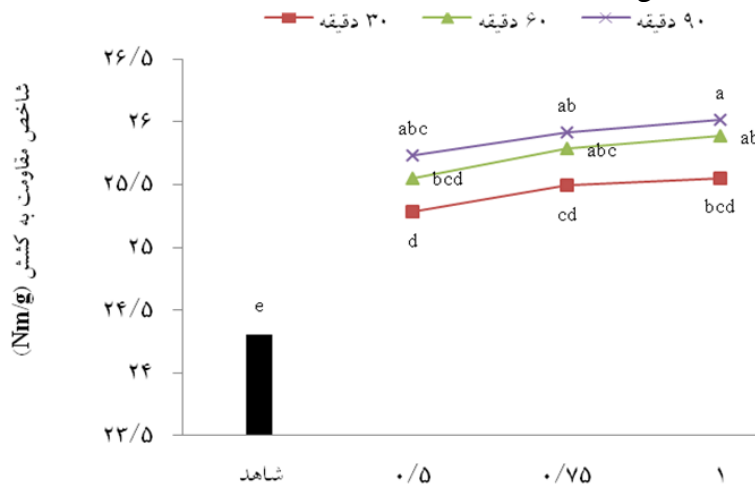 ۳۰ دقیقه ۶۰ دقیقه ۹۰ دقیقه
شاخص مقاومت به کشش (Nm/g)
۲۶/۵
۲۶
۲۵/۵
۲۵
۲۴/۵
۲۴
۲۳/۵
abc
ab
a
bcd
abc
ab
d
cd
bcd
e
شاهد ۰/۵ ۰/۷۵ ۱